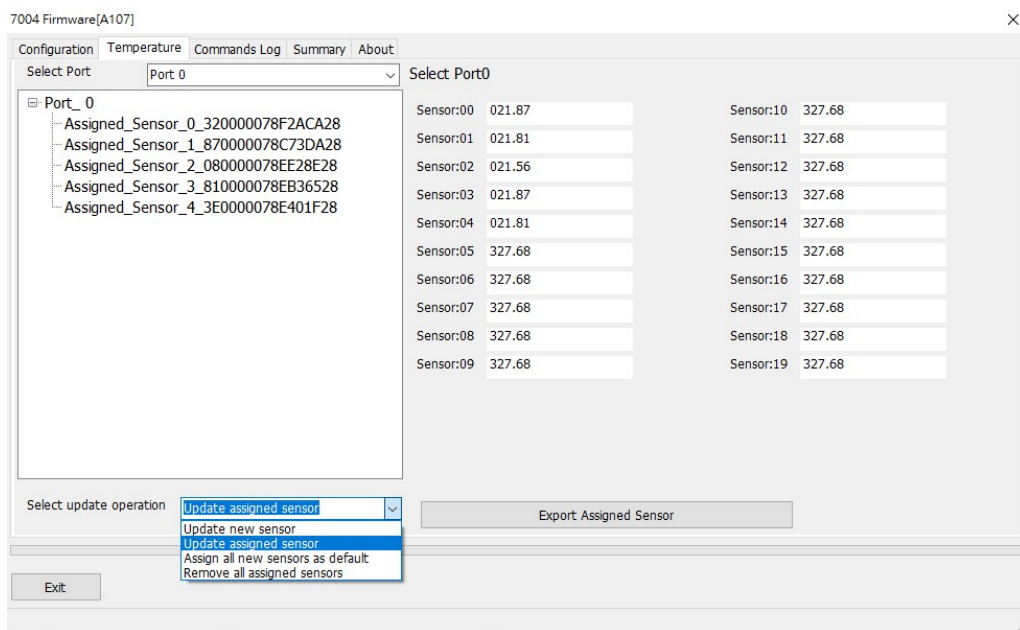 7004 Firmware[A107]
Configuration Temperature Commands Log Summary About
Select Port Port 0 Select Port0
Port_ 0
Assigned_Sensor_0_320000078F2ACA28
Assigned_Sensor_1_870000078C73DA28
Assigned_Sensor_2_080000078EE28E28
Assigned_Sensor_3_810000078EB36528
Assigned_Sensor_4_3E0000078E401F28
Sensor:00 021.87 Sensor:10 327.68
Sensor:01 021.81 Sensor:11 327.68
Sensor:02 021.56 Sensor:12 327.68
Sensor:03 021.87 Sensor:13 327.68
Sensor:04 021.81 Sensor:14 327.68
Sensor:05 327.68 Sensor:15 327.68
Sensor:06 327.68 Sensor:16 327.68
Sensor:07 327.68 Sensor:17 327.68
Sensor:08 327.68 Sensor:18 327.68
Sensor:09 327.68 Sensor:19 327.68
Select update operation Update assigned sensor Export Assigned Sensor
Update new sensor
Update assigned sensor
Assign all new sensors as default
Remove all assigned sensors
Exit